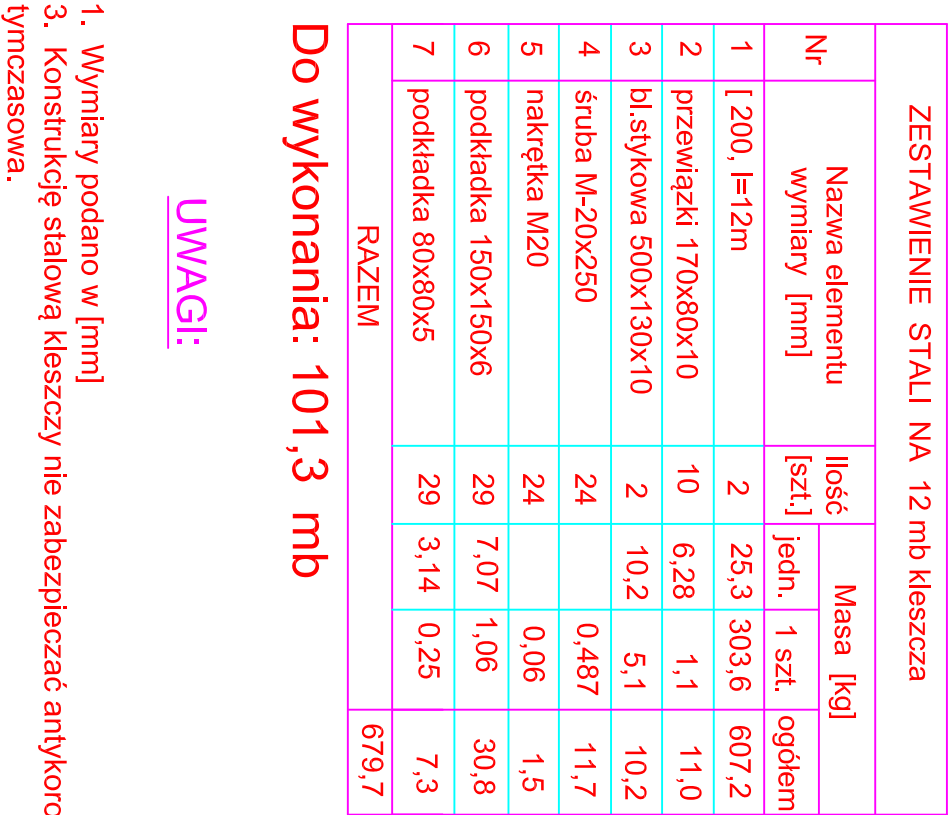 ZESTAWIENIE STALI NA 12 mb kleszcza
Nr Nazwa elementu wymiary [mm] Ilość [szt.] Masa [kg]
jedn. 1 szt. ogółem
1 [ 200, l=12m 2 25,3 303,6 607,2
2 przewiązki 170x80x10 10 6,28 1,1 11,0
3 bl.stykowa 500x130x10 2 10,2 5,1 10,2
4 śruba M-20x250 24 0,487 11,7
5 nakrętka M20 24 0,06 1,5
6 podkładka 150x150x6 29 7,07 1,06 30,8
7 podkładka 80x80x5 29 3,14 0,25 7,3
RAZEM 679,7
Do wykonania: 101,3 mb
UWAGI:
1. Wymiary podano w [mm]
3. Konstrukcję stalową kleszczy nie zabezpieczać antykoro
tymczasowa.